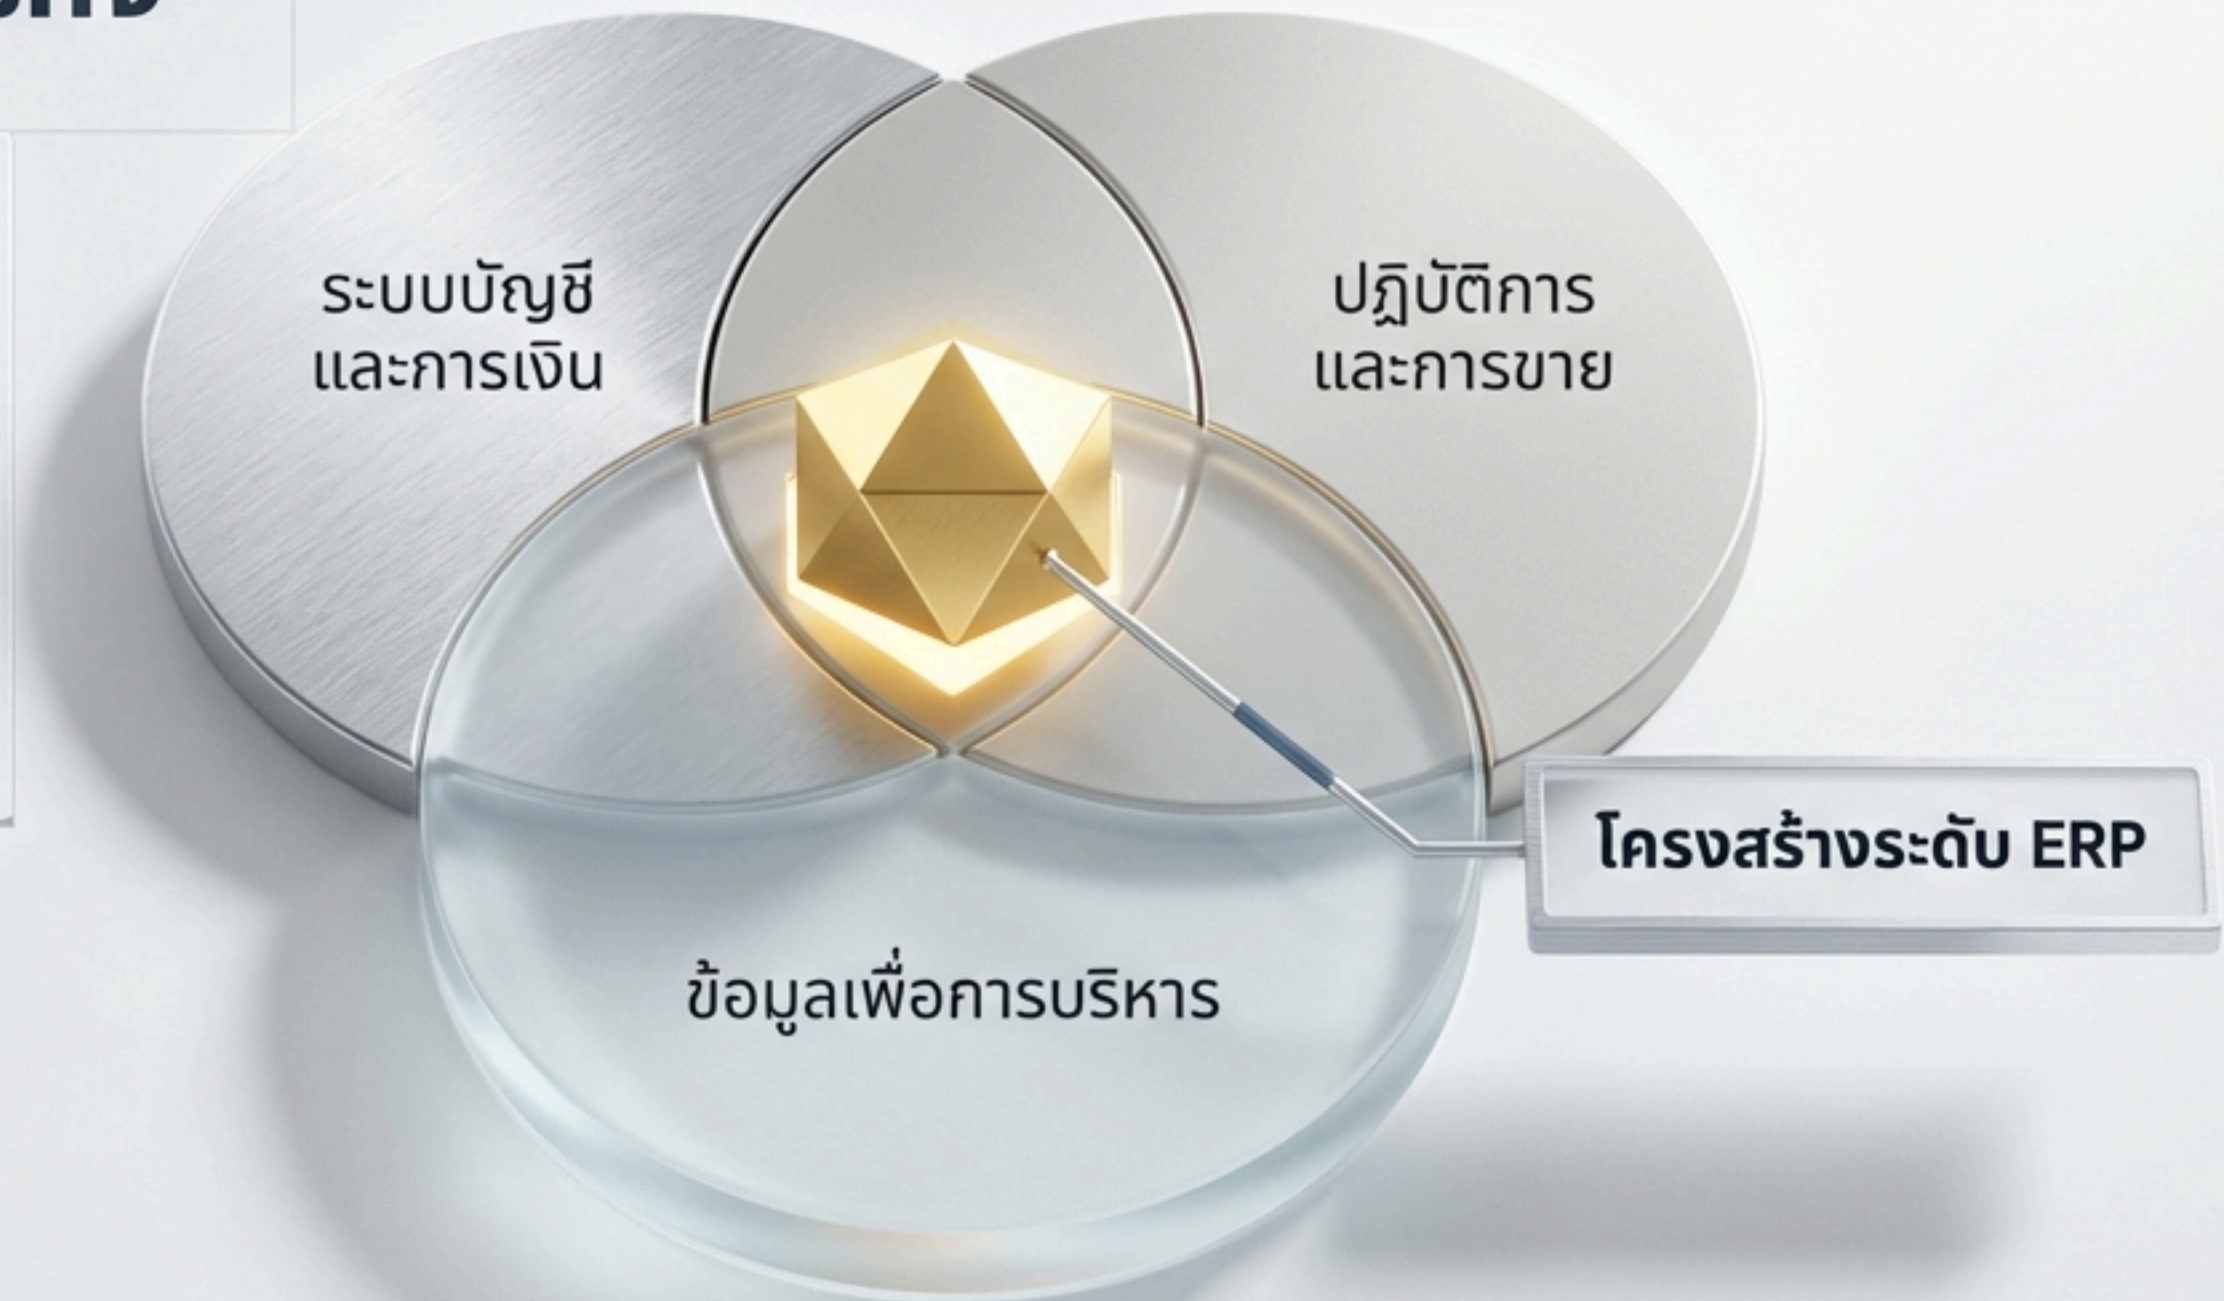 ระบบบัญชี
และการเงิน
ปฏิบัติการ
และการขาย
โครงสร้างระดับ ERP
ข้อมูลเพื่อการบริหาร